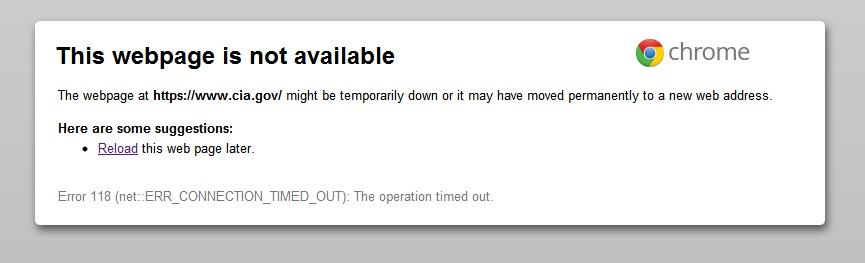 This webpage is not available
chrome
The webpage at https://www.cia.gov/ might be temporarily down or it may have moved permanently to a new web address.
Here are some suggestions:
• Reload this web page later.
Error 118 (net::ERR_CONNECTION_TIMED_OUT): The operation timed out.